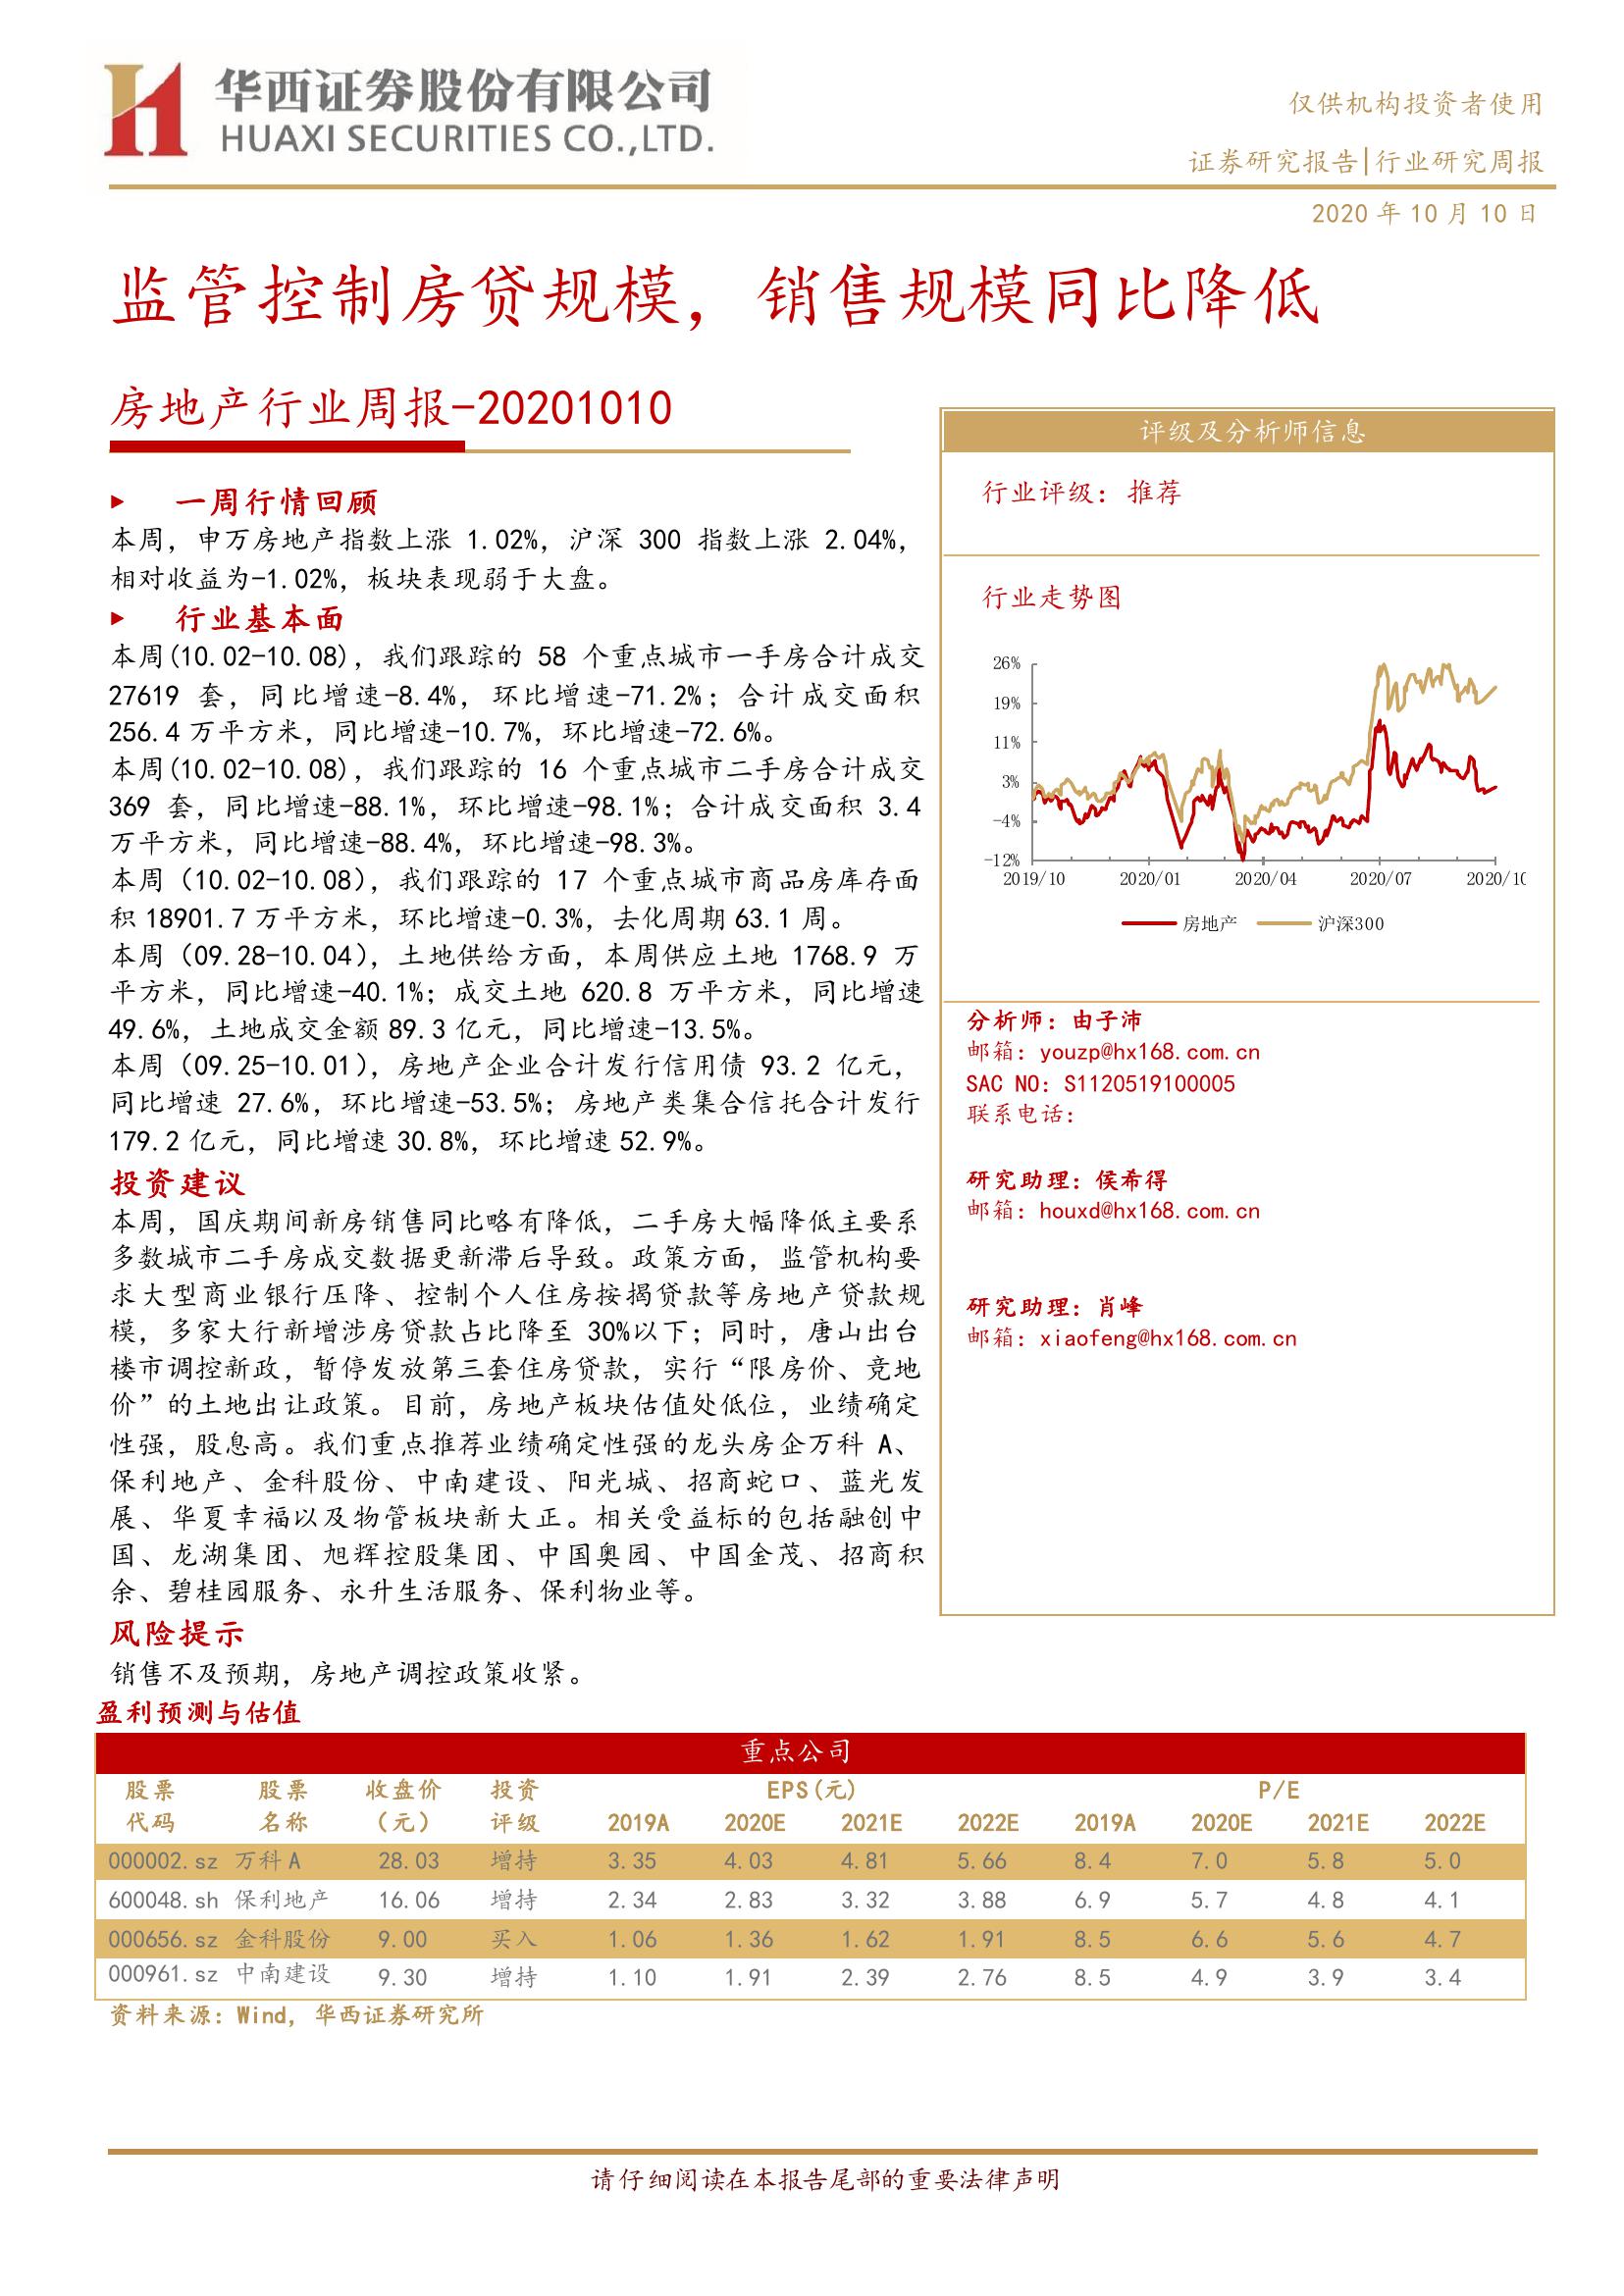 华西证券股份有限公司
HUAXI SECURITIES CO.,LTD.
仅供机构投资者使用
证券研究报告|行业研究周报
2020 年 10 月 10 日
监管控制房贷规模，销售规模同比降低
房地产行业周报-20201010
一周行情回顾
本周，申万房地产指数上涨 1.02%，沪深 300 指数上涨 2.04%，
相对收益为-1.02%，板块表现弱于大盘。
行业基本面
本周(10.02-10.08)，我们跟踪的 58 个重点城市一手房合计成交
27619 套，同比增速-8.4%，环比增速-71.2%；合计成交面积
256.4 万平方米，同比增速-10.7%，环比增速-72.6%。
本周(10.02-10.08)，我们跟踪的 16 个重点城市二手房合计成交
369 套，同比增速-88.1%，环比增速-98.1%；合计成交面积 3.4
万平方米，同比增速-88.4%，环比增速-98.3%。
本周（10.02-10.08），我们跟踪的 17 个重点城市商品房库存面
积 18901.7 万平方米，环比增速-0.3%，去化周期 63.1 周。
本周（09.28-10.04），土地供给方面，本周供应土地 1768.9 万
平方米，同比增速-40.1%；成交土地 620.8 万平方米，同比增速
49.6%，土地成交金额 89.3 亿元，同比增速-13.5%。
本周（09.25-10.01），房地产企业合计发行信用债 93.2 亿元，
同比增速 27.6%，环比增速-53.5%；房地产类集合信托合计发行
179.2 亿元，同比增速 30.8%，环比增速 52.9%。
投资建议
本周，国庆期间新房销售同比略有降低，二手房大幅降低主要系
多数城市二手房成交数据更新滞后导致。政策方面，监管机构要
求大型商业银行压降、控制个人住房按揭贷款等房地产贷款规
模，多家大行新增涉房贷款占比降至 30%以下；同时，唐山出台
楼市调控新政，暂停发放第三套住房贷款，实行“限房价、竞地
价”的土地出让政策。目前，房地产板块估值处低位，业绩确定
性强，股息高。我们重点推荐业绩确定性强的龙头房企万科 A、
保利地产、金科股份、中南建设、阳光城、招商蛇口、蓝光发
展、华夏幸福以及物管板块新大正。相关受益标的包括融创中
国、龙湖集团、旭辉控股集团、中国奥园、中国金茂、招商积
余、碧桂园服务、永升生活服务、保利物业等。
风险提示
销售不及预期，房地产调控政策收紧。
评级及分析师信息
行业评级：推荐
行业走势图
26%
19%
11%
3%
-4%
-12%
2019/10 2020/01 2020/04 2020/07 2020/10
房地产 沪深300
分析师：由子沛
邮箱：youzp@hx168.com.cn
SAC NO：S1120519100005
联系电话：
研究助理：侯希得
邮箱：houxd@hx168.com.cn
研究助理：肖峰
邮箱：xiaofeng@hx168.com.cn
盈利预测与估值
重点公司
股票 股票 收盘价 投资 EPS(元) P/E
代码 名称 （元） 评级 2019A 2020E 2021E 2022E 2019A 2020E 2021E 2022E
000002.sz 万科 A 28.03 增持 3.35 4.03 4.81 5.66 8.4 7.0 5.8 5.0
600048.sh 保利地产 16.06 增持 2.34 2.83 3.32 3.88 6.9 5.7 4.8 4.1
000656.sz 金科股份 9.00 买入 1.06 1.36 1.62 1.91 8.5 6.6 5.6 4.7
000961.sz 中南建设 9.30 增持 1.10 1.91 2.39 2.76 8.5 4.9 3.9 3.4
资料来源：Wind，华西证券研究所
请仔细阅读在本报告尾部的重要法律声明